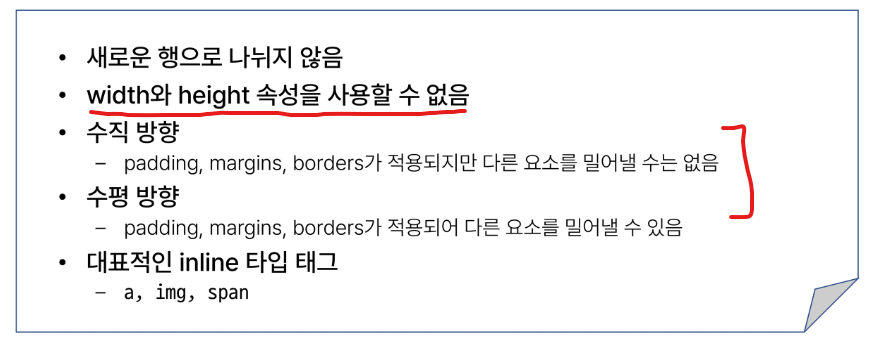 • 새로운 행으로 나뉘지 않음
• width와 height 속성을 사용할 수 없음
• 수직 방향
– padding, margins, borders가 적용되지만 다른 요소를 밀어낼 수는 없음
• 수평 방향
– padding, margins, borders가 적용되어 다른 요소를 밀어낼 수 있음
• 대표적인 inline 타입 태그
– a, img, span